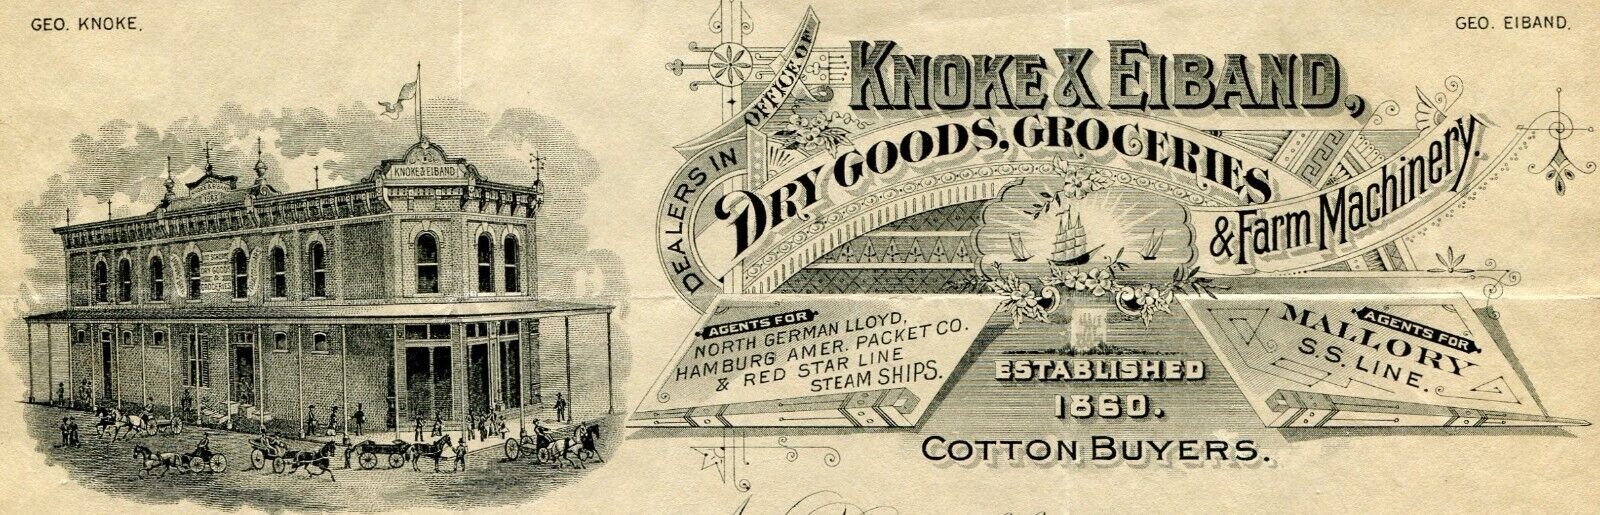 GEO. KNOKE.
GEO. EIBAND.
OFFICE OF
KNOKE & EIBAND,
DEALERS IN
DRY GOODS, GROCERIES
& FARM MACHINERY.
AGENTS FOR
NORTH GERMAN LLOYD,
HAMBURG AMER. PACKET CO.
& RED STAR LINE
STEAM SHIPS.
AGENTS FOR
MALLORY
S.S. LINE.
ESTABLISHED
1860.
COTTON BUYERS.
KNOKE & EIBAND
GOODS
GROCERIES